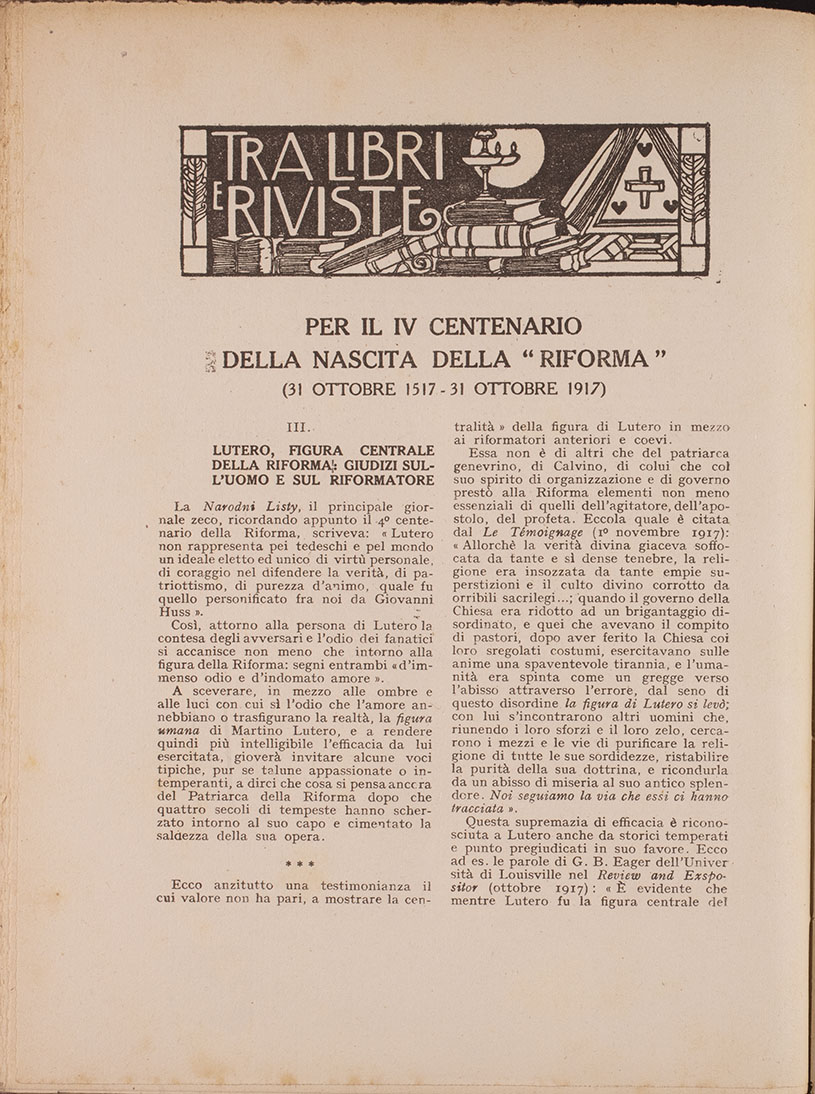 TRA LIBRI
E RIVISTE
PER IL IV CENTENARIO
DELLA NASCITA DELLA “ RIFORMA ”
(31 OTTOBRE 1517 - 31 OTTOBRE 1917)
III.
LUTERO, FIGURA CENTRALE
DELLA RIFORMA: GIUDIZI SUL-
L'UOMO E SUL RIFORMATORE
La Narodni Listy, il principale gior-
nale zeco, ricordando appunto il 4º cente-
nario della Riforma, scriveva: « Lutero
non rappresenta pei tedeschi e pel mondo
un ideale eletto ed unico di virtù personale,
di coraggio nel difendere la verità, di pa-
triottismo, di purezza d'animo, quale fu
quello personificato fra noi da Giovanni
Huss ».
Così, attorno alla persona di Lutero la
contesa degli avversari e l'odio dei fanatici
si accanisce non meno che intorno alla
figura della Riforma: segni entrambi « d'im-
menso odio e d'indomato amore ».
A sceverare, in mezzo alle ombre e
alle luci con cui sì l'odio che l'amore an-
nebbiano o trasfigurano la realtà, la figura
umana di Martino Lutero, e a rendere
quindi più intelligibile l'efficacia da lui
esercitata, gioverà invitare alcune voci
tipiche, pur se talune appassionate o in-
temperanti, a dirci che cosa si pensa ancora
del Patriarca della Riforma dopo che
quattro secoli di tempeste hanno scher-
zato intorno al suo capo e cimentato la
saldezza della sua opera.
* * *
Ecco anzitutto una testimonianza il
cui valore non ha pari, a mostrare la cen-
tralità » della figura di Lutero in mezzo
ai riformatori anteriori e coevi.
Essa non è di altri che del patriarca
genevrino, di Calvino, di colui che col
suo spirito di organizzazione e di governo
prestò alla Riforma elementi non meno
essenziali di quelli dell'agitatore, dell'apo-
stolo, del profeta. Eccola quale è citata
dal Le Témoignage (1º novembre 1917):
« Allorchè la verità divina giaceva soffo-
cata da tante e sì dense tenebre, la reli-
gione era insozzata da tante empie su-
perstizioni e il culto divino corrotto da
orribili sacrilegi...; quando il governo della
Chiesa era ridotto ad un brigantaggio di-
sordinato, e quei che avevano il compito
di pastori, dopo aver ferito la Chiesa coi
loro sregolati costumi, esercitavano sulle
anime una spaventevole tirannia, e l'uma-
nità era spinta come un gregge verso
l'abisso attraverso l'errore, dal seno di
questo disordine la figura di Lutero si levò;
con lui s'incontrarono altri uomini che,
riunendo i loro sforzi e il loro zelo, cerca-
rono i mezzi e le vie di purificare la reli-
gione di tutte le sue sordidezze, ristabilire
la purità della sua dottrina, e ricondurla
da un abisso di miseria al suo antico splen-
dore. Noi seguiamo la via che essi ci hanno
tracciata ».
Questa supremazia di efficacia è ricono-
sciuta a Lutero anche da storici temperati
e punto pregiudicati in suo favore. Ecco
ad es. le parole di G. B. Eager dell'Univer
sità di Louisville nel Review and Exspo-
sitor (ottobre 1917) : « È evidente che
mentre Lutero fu la figura centrale del